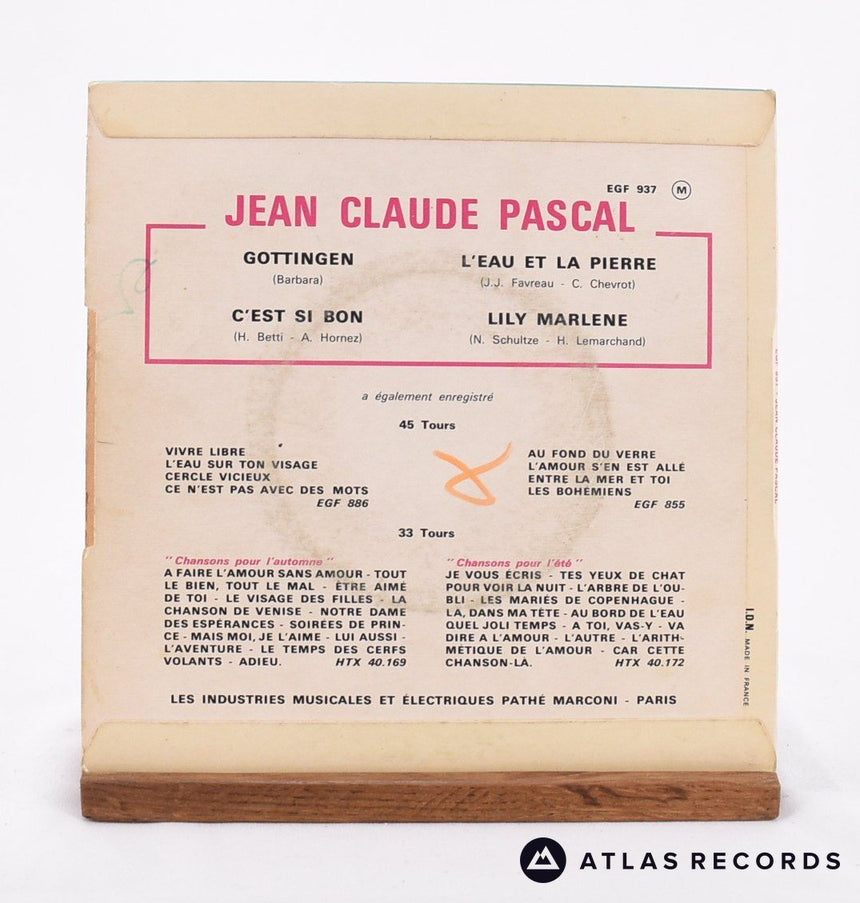 EGF 937 M
JEAN CLAUDE PASCAL
GOTTINGEN
(Barbara)
C'EST SI BON
(H. Betti - A. Hornez)
L'EAU ET LA PIERRE
(J.J. Favreau - C. Chevrot)
LILY MARLENE
(N. Schultze - H. Lemarchand)
a également enregistré
45 Tours
VIVRE LIBRE
L'EAU SUR TON VISAGE
CERCLE VICIEUX
CE N'EST PAS AVEC DES MOTS
EGF 886
AU FOND DU VERRE
L'AMOUR S'EN EST ALLÉ
ENTRE LA MER ET TOI
LES BOHÉMIENS
EGF 855
33 Tours
"Chansons pour l'automne"
A FAIRE L'AMOUR SANS AMOUR - TOUT
LE BIEN, TOUT LE MAL - ÊTRE AIMÉ
DE TOI - LE VISAGE DES FILLES - LA
CHANSON DE VENISE - NOTRE DAME
DES ESPÉRANCES - SOIRÉES DE PRIN-
CE - MAIS MOI, JE L'AIME - LUI AUSSI -
L'AVENTURE - LE TEMPS DES CERFS
VOLANTS - ADIEU. HTX 40.169
"Chansons pour l'été"
JE VOUS ÉCRIS - TES YEUX DE CHAT
POUR VOIR LA NUIT - L'ARBRE DE L'OU-
BLI - LES MARIÉS DE COPENHAGUE -
LA, DANS MA TÊTE - AU BORD DE L'EAU
QUEL JOLI TEMPS - A TOI, VAS-Y - VA
DIRE A L'AMOUR - L'AUTRE - L'ARITH-
MÉTIQUE DE L'AMOUR - CAR CETTE
CHANSON-LÀ. HTX 40.172
LES INDUSTRIES MUSICALES ET ÉLECTRIQUES PATHÉ MARCONI - PARIS
EGF 937 - JEAN CLAUDE PASCAL
I.D.N. MADE IN FRANCE
ATLAS RECORDS